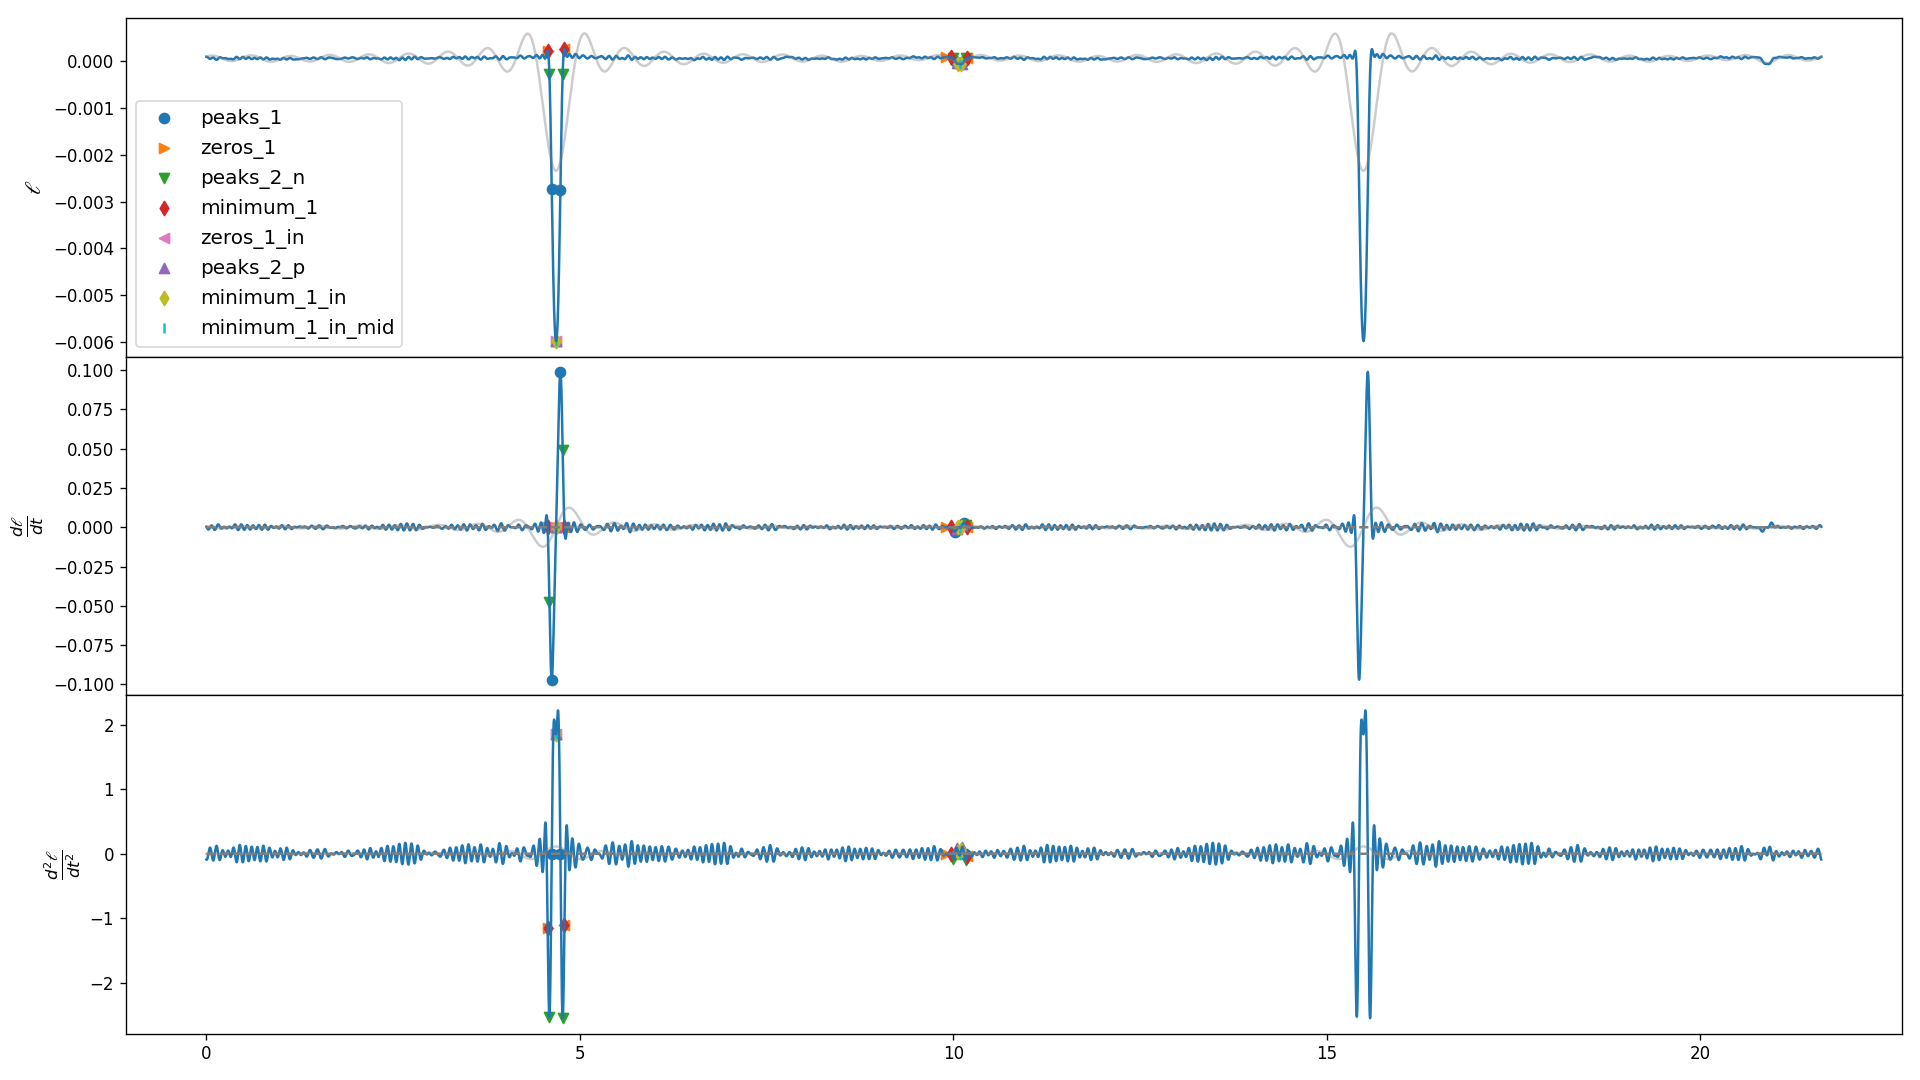 ℓ
0.000
−0.001
−0.002
−0.003
−0.004
−0.005
−0.006
peaks_1
zeros_1
peaks_2_n
minimum_1
zeros_1_in
peaks_2_p
minimum_1_in
minimum_1_in_mid
dℓ/dt
0.100
0.075
0.050
0.025
0.000
−0.025
−0.050
−0.075
−0.100
d²ℓ/dt²
2
1
0
−1
−2
0 5 10 15 20